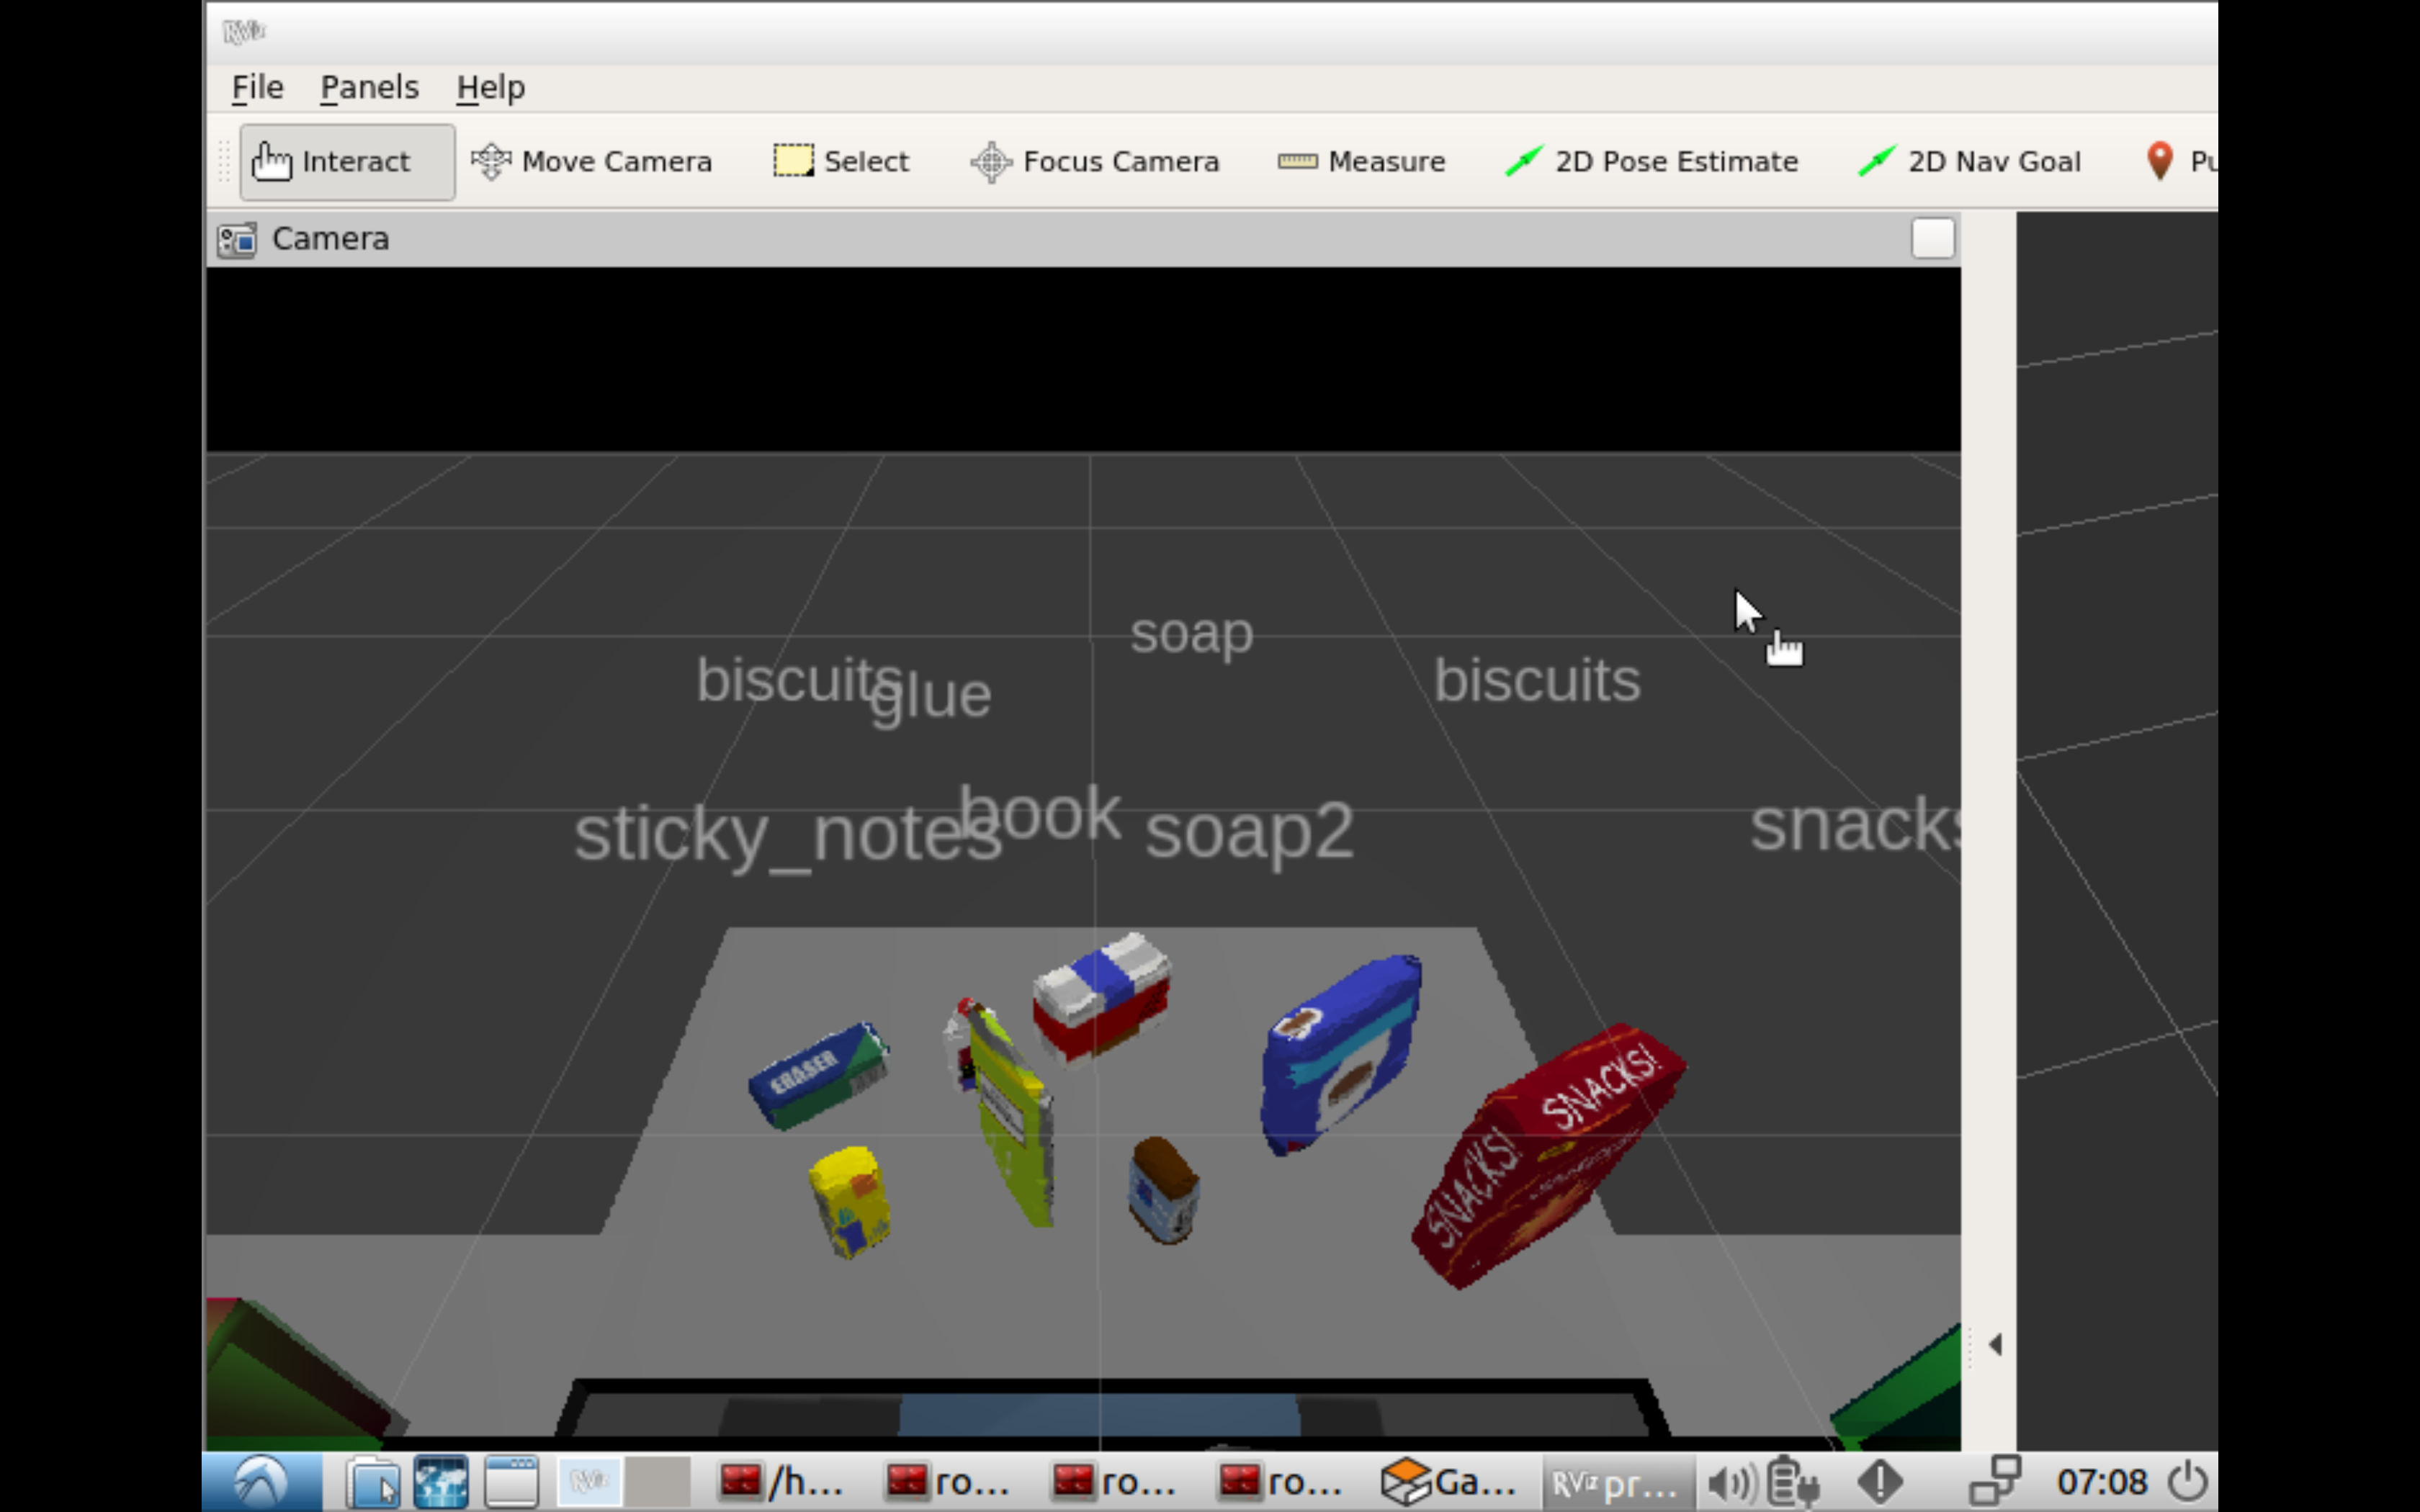 RViz
File Panels Help
Interact Move Camera Select Focus Camera Measure 2D Pose Estimate 2D Nav Goal Pu
Camera
soap
biscuits glue biscuits
sticky_notes book soap2 snacks
ERASER
SNACKS!
SNACKS!
RViz /h... ro... ro... ro... Ga... RViz pr... 07:08